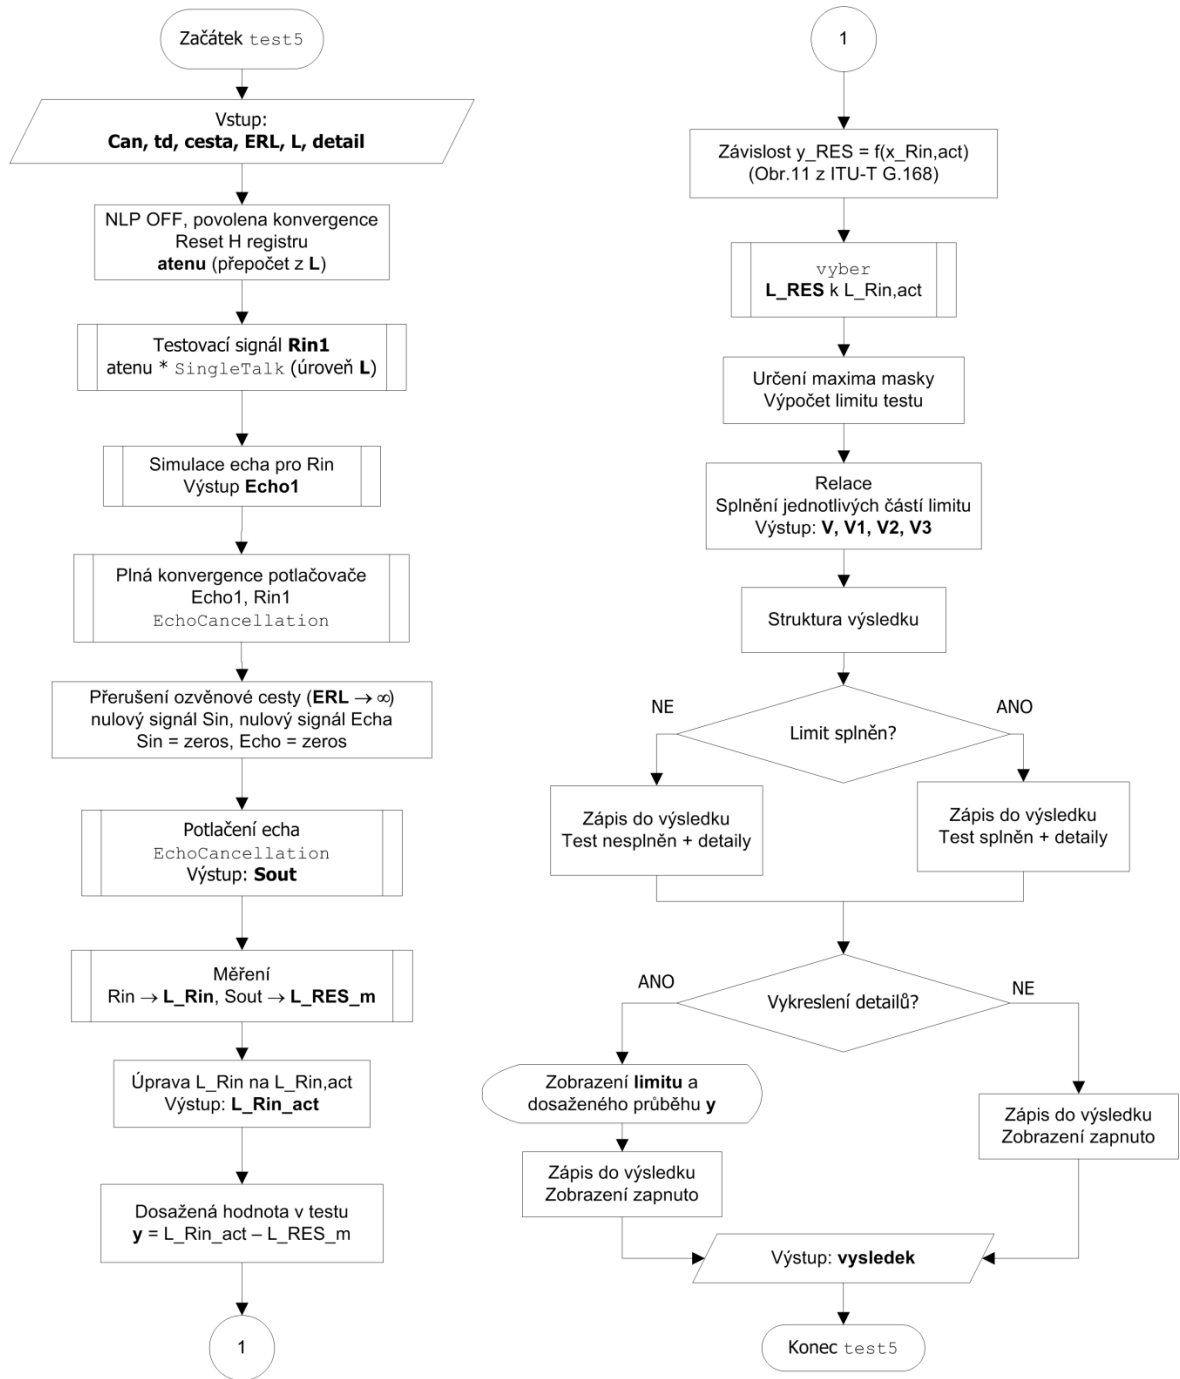 Začátek test5
Vstup:
Can, td, cesta, ERL, L, detail
NLP OFF, povolena konvergence
Reset H registru
atenu (přepočet z L)
Testovací signál Rin1
atenu * SingleTalk (úroveň L)
Simulace echa pro Rin
Výstup Echo1
Plná konvergence potlačovače
Echo1, Rin1
EchoCancellation
Přerušení ozvěnové cesty (ERL → ∞)
nulový signál Sin, nulový signál Echa
Sin = zeros, Echo = zeros
Potlačení echa
EchoCancellation
Výstup: Sout
Měření
Rin → L_Rin, Sout → L_RES_m
Úprava L_Rin na L_Rin,act
Výstup: L_Rin_act
Dosažená hodnota v testu
y = L_Rin_act – L_RES_m
1
1
Závislost y_RES = f(x_Rin,act)
(Obr.11 z ITU-T G.168)
vyber
L_RES k L_Rin,act
Určení maxima masky
Výpočet limitu testu
Relace
Splnění jednotlivých částí limitu
Výstup: V, V1, V2, V3
Struktura výsledku
NE
ANO
Limit splněn?
Zápis do výsledku
Test nesplněn + detaily
Zápis do výsledku
Test splněn + detaily
ANO
NE
Vykreslení detailů?
Zobrazení limitu a
dosaženého průběhu y
Zápis do výsledku
Zobrazení zapnuto
Zápis do výsledku
Zobrazení zapnuto
Výstup: vysledek
Konec test5